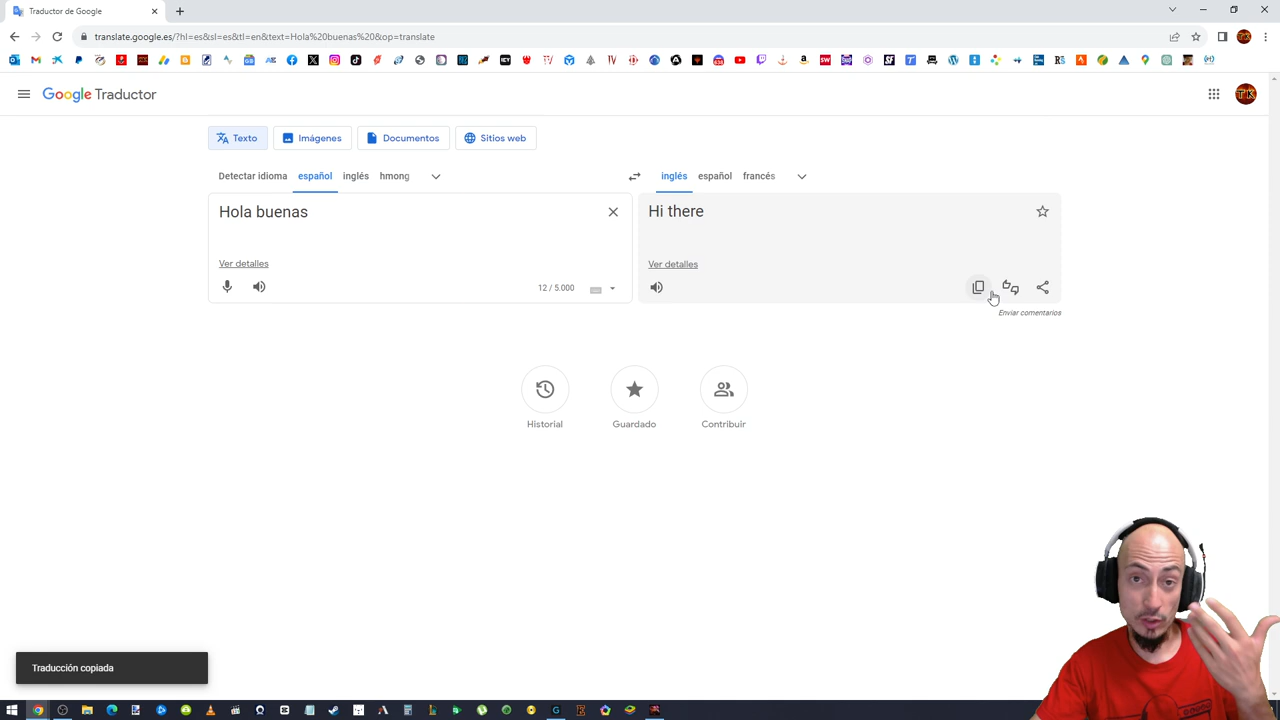 Traductor de Google
translate.google.es/?hl=es&sl=es&tl=en&text=Hola%20buenas%20&op=translate
Google Traductor
TK
Texto
Imágenes
Documentos
Sitios web
Detectar idioma
español
inglés
hmong
inglés
español
francés
Hola buenas
Hi there
Ver detalles
Ver detalles
12 / 5.000
Enviar comentarios
Historial
Guardado
Contribuir
Traducción copiada